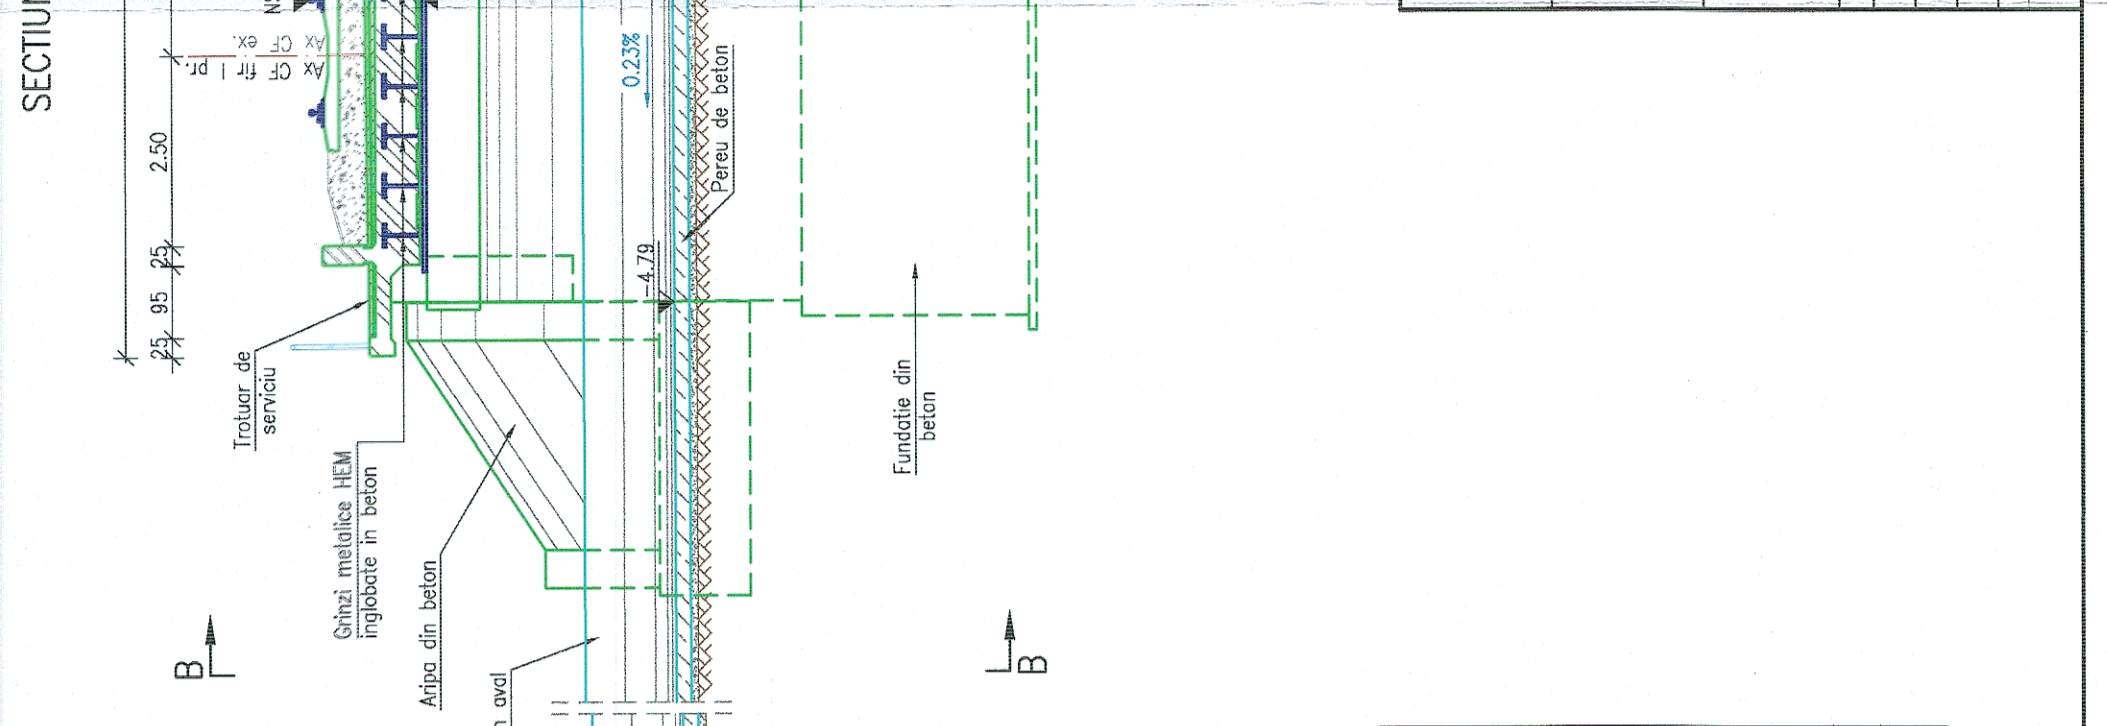 SECTIUN
Ax CF ex.
Ax CF fir I pr.
2.50
25
95
25
0.23%
-4.79
Pereu de beton
Trotuar de
serviciu
Grinzi metalice HEM
inglobate in beton
Aripa din beton
aval
Fundatie din
beton
B
B